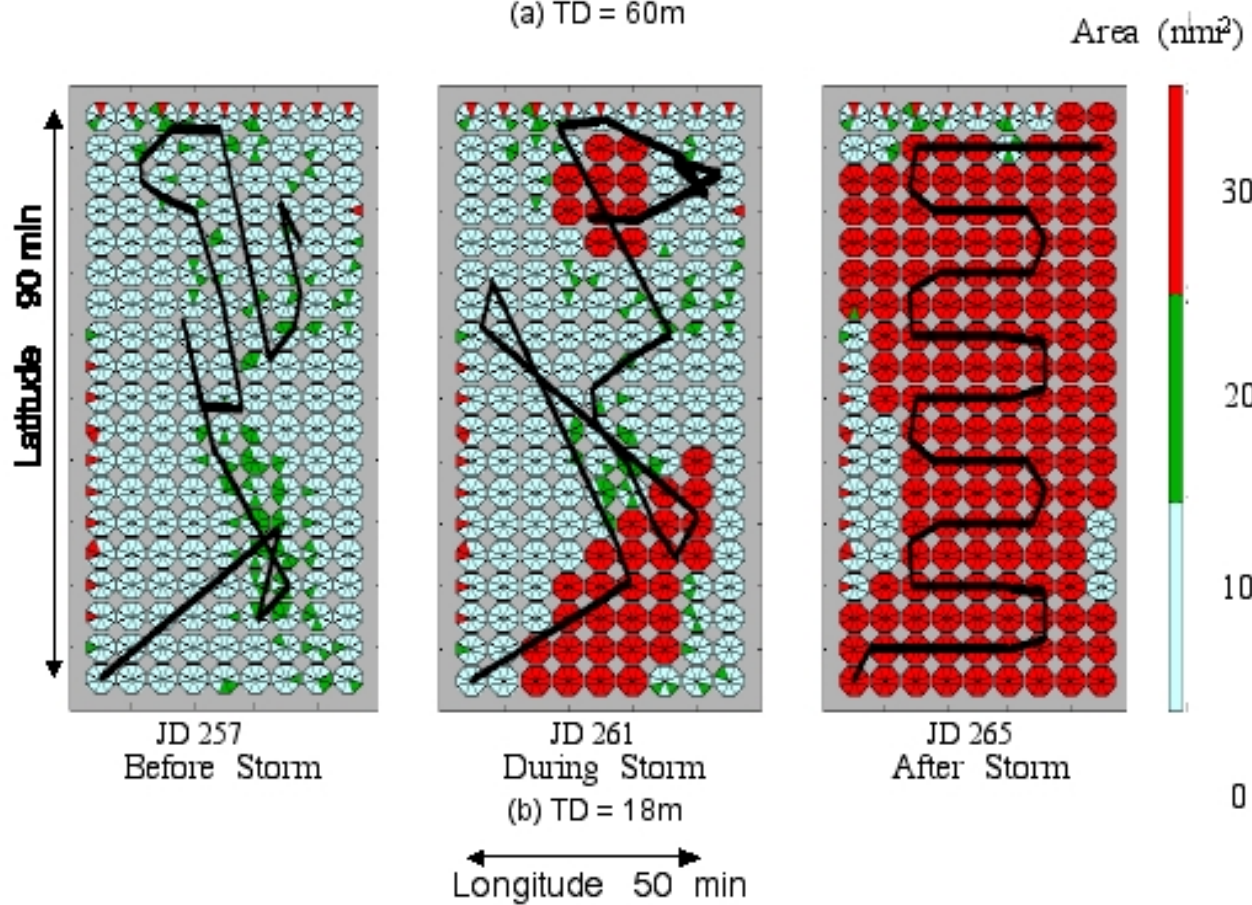 (a) TD = 60m
Area (nmi²)
Latitude 90 min
30
20
10
0
JD 257
Before Storm
JD 261
During Storm
JD 265
After Storm
(b) TD = 18m
Longitude 50 min